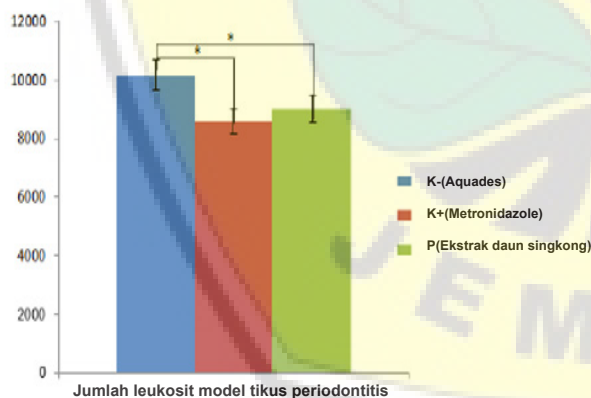 12000
10000
8000
6000
4000
2000
0
*
*
K-(Aquades)
K+(Metronidazole)
P(Ekstrak daun singkong)
Jumlah leukosit model tikus periodontitis
J E M